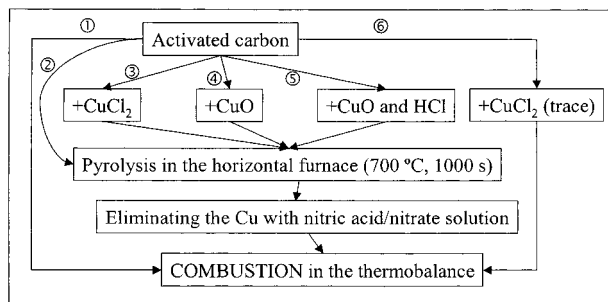 ① ⑥
Activated carbon
② ③ ④ ⑤
+CuCl₂ +CuO +CuO and HCl +CuCl₂ (trace)
Pyrolysis in the horizontal furnace (700 ºC, 1000 s)
Eliminating the Cu with nitric acid/nitrate solution
COMBUSTION in the thermobalance